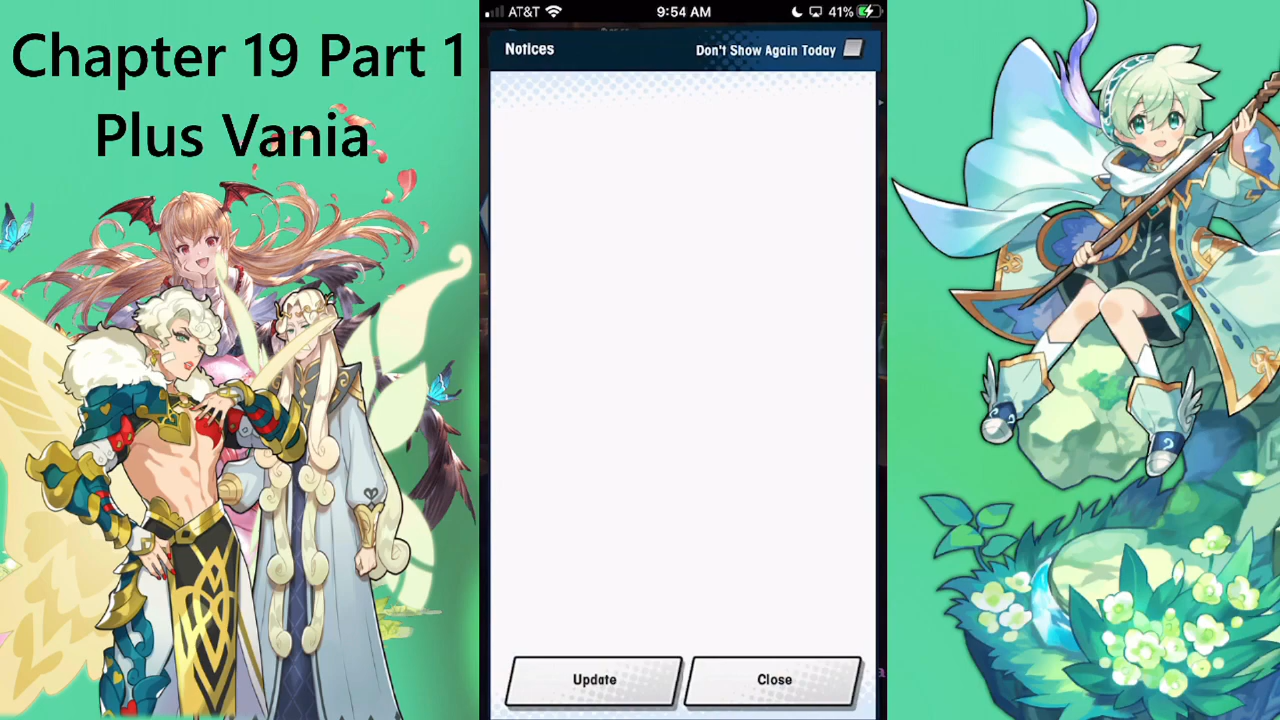 Chapter 19 Part 1
Plus Vania
AT&T
9:54 AM
41%
Notices
Don't Show Again Today
Update
Close